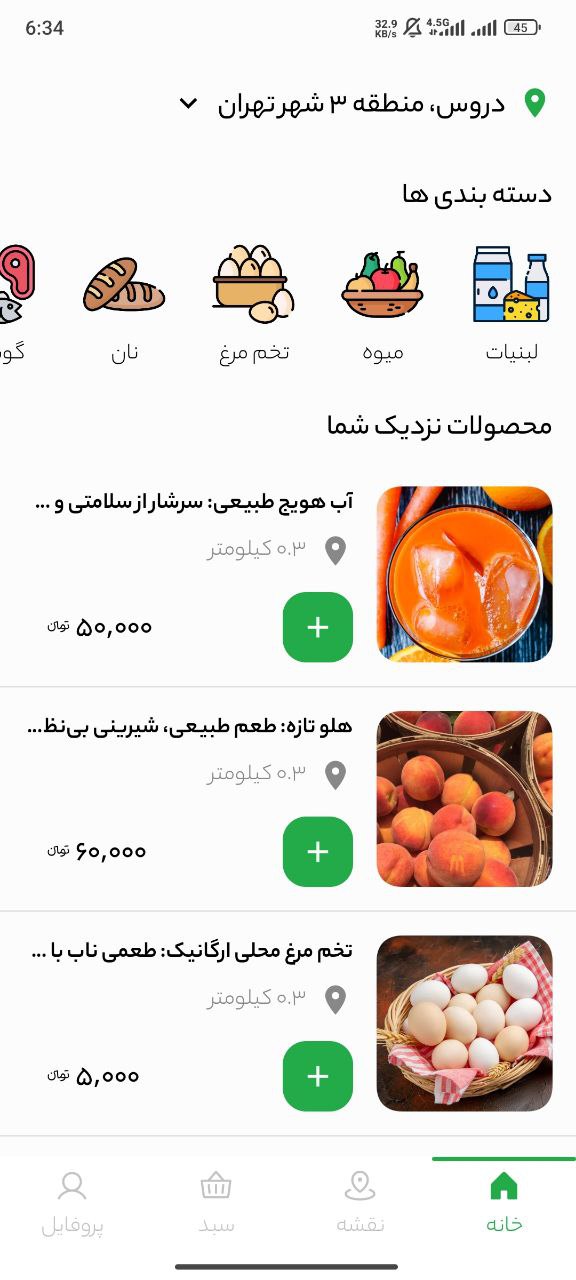 6:34
32.9
KB/s
4.5G
45
دروس، منطقه ۳ شهر تهران
دسته بندی ها
لبنیات
میوه
تخم مرغ
نان
گو
محصولات نزدیک شما
آب هویج طبیعی: سرشار از سلامتی و ...
۰.۳ کیلومتر
۵۰,۰۰۰ تومان
هلو تازه: طعم طبیعی، شیرینی بی‌نظ...
۰.۳ کیلومتر
۶۰,۰۰۰ تومان
تخم مرغ محلی ارگانیک: طعمی ناب با ...
۰.۳ کیلومتر
۵,۰۰۰ تومان
خانه
نقشه
سبد
پروفایل